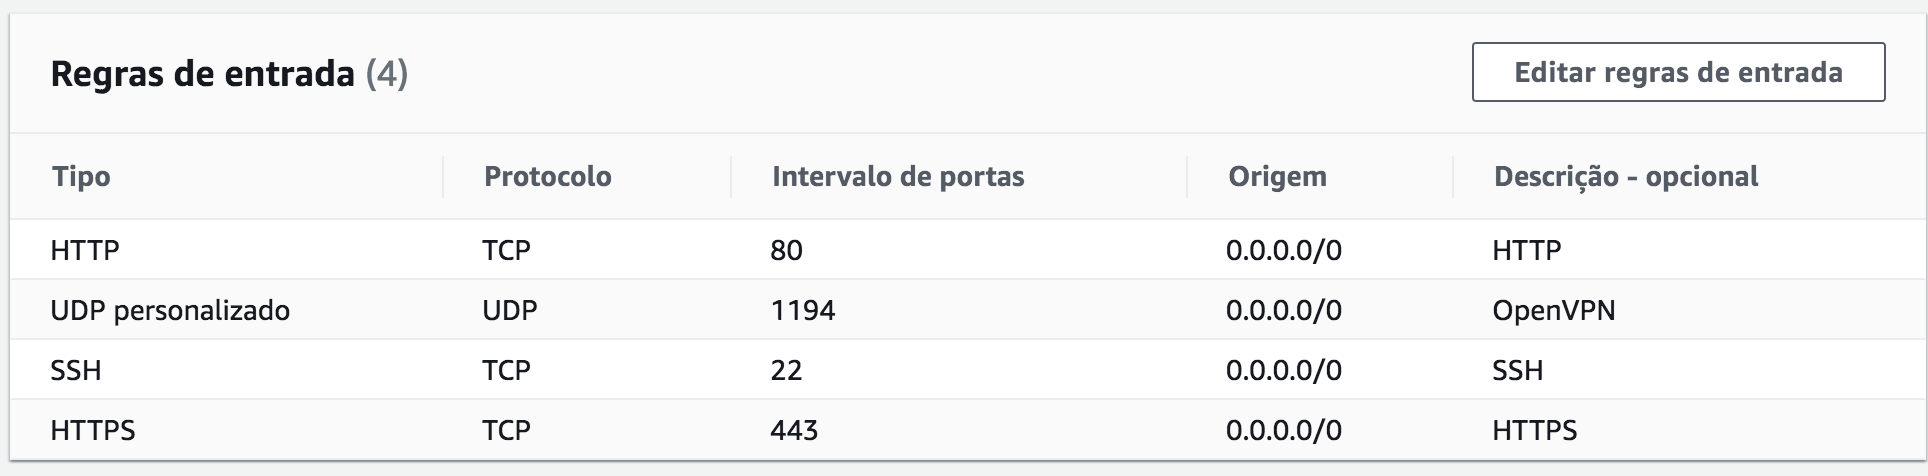 Regras de entrada (4)
Editar regras de entrada
Tipo Protocolo Intervalo de portas Origem Descrição - opcional
HTTP TCP 80 0.0.0.0/0 HTTP
UDP personalizado UDP 1194 0.0.0.0/0 OpenVPN
SSH TCP 22 0.0.0.0/0 SSH
HTTPS TCP 443 0.0.0.0/0 HTTPS